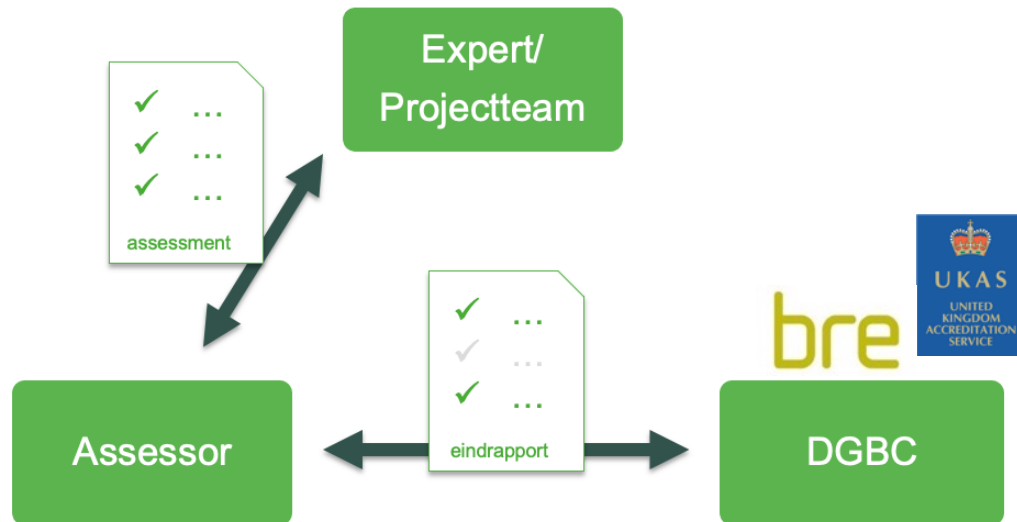 Expert/
Projectteam
✓ ...
✓ ...
✓ ...
assessment
✓ ...
✓ ...
✓ ...
eindrapport
bre
UKAS
UNITED
KINGDOM
ACCREDITATION
SERVICE
Assessor
DGBC